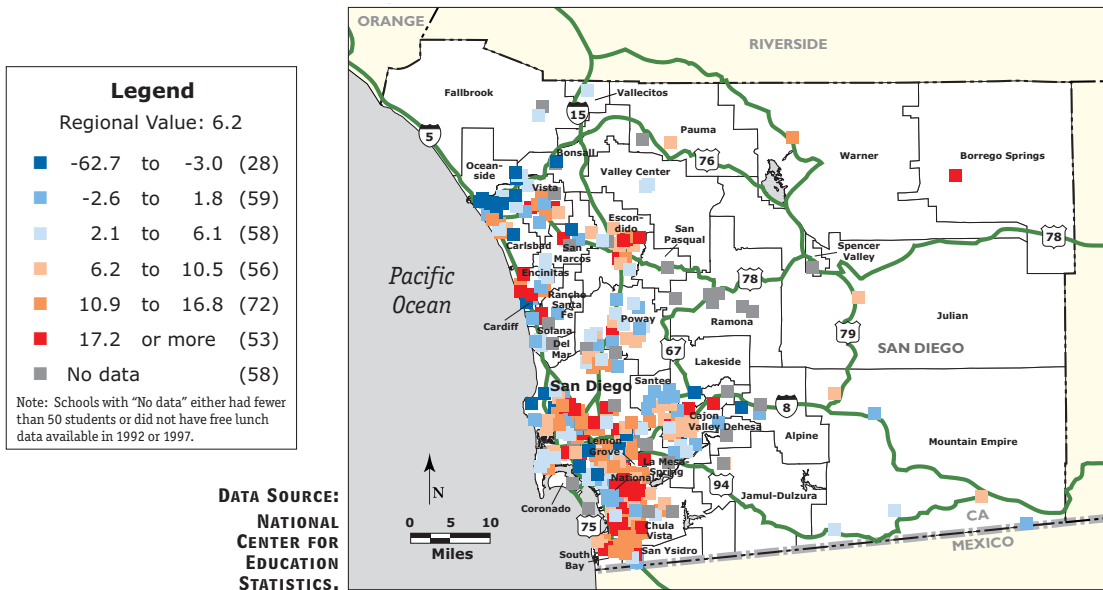 Legend
Regional Value: 6.2
-62.7 to -3.0 (28)
-2.6 to 1.8 (59)
2.1 to 6.1 (58)
6.2 to 10.5 (56)
10.9 to 16.8 (72)
17.2 or more (53)
No data (58)
Note: Schools with “No data” either had fewer
than 50 students or did not have free lunch
data available in 1992 or 1997.
DATA SOURCE:
NATIONAL
CENTER FOR
EDUCATION
STATISTICS.
ORANGE
RIVERSIDE
Fallbrook
Vallecitos
15
5
Pauma
76
Bonsall
Ocean-
side
Vista
Valley Center
Warner
Borrego Springs
Escon-
dido
San
Pasqual
Carlsbad
San
Marcos
Spencer
Valley
78
78
Pacific
Ocean
Encinitas
Rancho
Santa
Fe
Cardiff
Solana
Del
Mar
Poway
Ramona
Julian
79
67
SAN DIEGO
Lakeside
San Diego
Santee
8
Cajon
Valley
Dehesa
Alpine
Mountain Empire
Lemon
Grove
La Mesa-
Spring
National
94
Jamul-Dulzura
Coronado
75
Chula
Vista
South
Bay
San Ysidro
CA
MEXICO
N
0 5 10
Miles